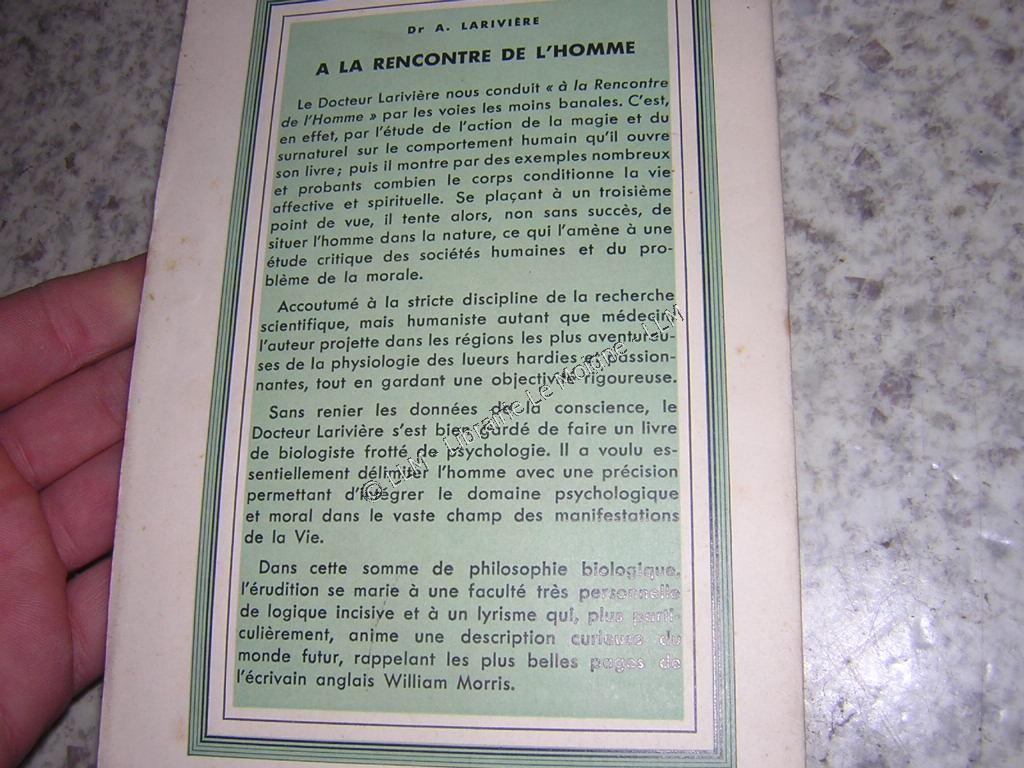 Dr A. LARIVIÈRE
A LA RENCONTRE DE L'HOMME
Le Docteur Larivière nous conduit « à la Rencontre
de l'Homme » par les voies les moins banales. C'est,
en effet, par l'étude de l'action de la magie et du
surnaturel sur le comportement humain qu'il ouvre
son livre; puis il montre par des exemples nombreux
et probants combien le corps conditionne la vie
affective et spirituelle. Se plaçant à un troisième
point de vue, il tente alors, non sans succès, de
situer l'homme dans la nature, ce qui l'amène à une
étude critique des sociétés humaines et du pro-
blème de la morale.
Accoutumé à la stricte discipline de la recherche
scientifique, mais humaniste autant que médecin,
l'auteur projette dans les régions les plus aventureu-
ses de la physiologie des lueurs hardies et passion-
nantes, tout en gardant une objectivité rigoureuse.
Sans renier les données de la conscience, le
Docteur Larivière s'est bien gardé de faire un livre
de biologiste frotté de psychologie. Il a voulu es-
sentiellement délimiter l'homme avec une précision
permettant d'intégrer le domaine psychologique
et moral dans le vaste champ des manifestations
de la Vie.
Dans cette somme de philosophie biologique,
l'érudition se marie à une faculté très personnelle
de logique incisive et à un lyrisme qui, plus parti-
culièrement, anime une description curieuse du
monde futur, rappelant les plus belles pages de
l'écrivain anglais William Morris.
© LLM - Librairie Le Moigne - LLM